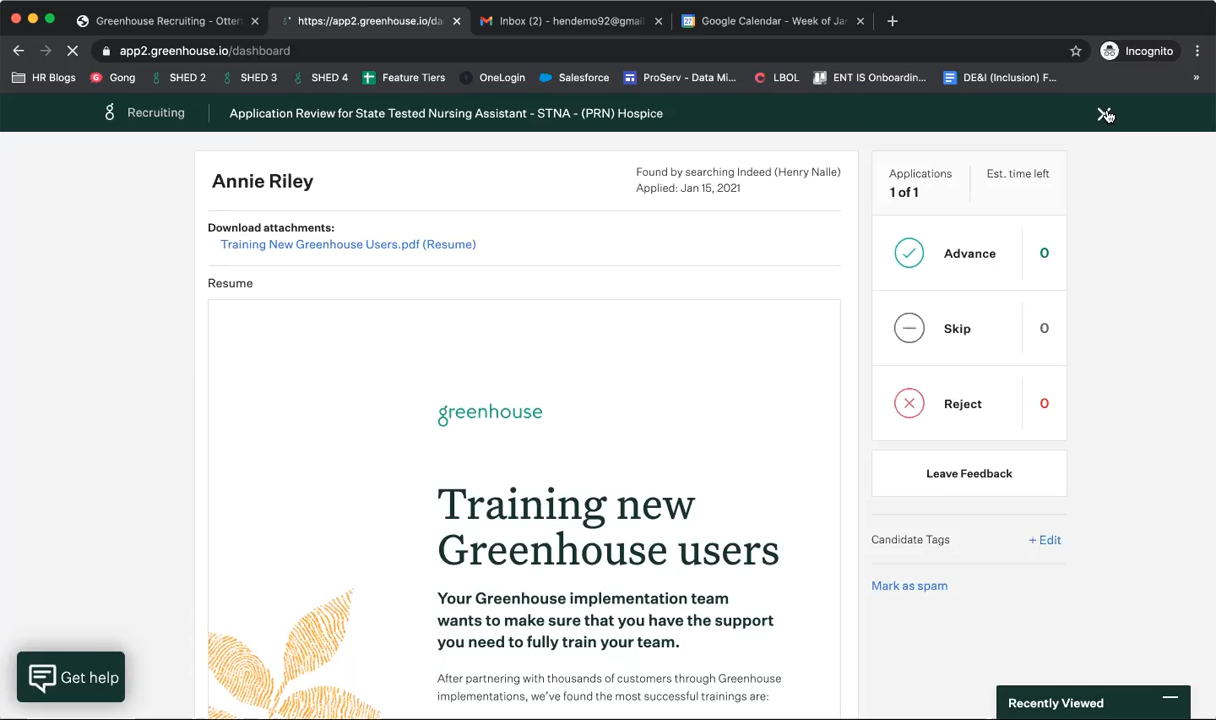 Greenhouse Recruiting - Otter
https://app2.greenhouse.io/da
Inbox (2) - hendemo92@gmail
Google Calendar - Week of Ja
app2.greenhouse.io/dashboard
Incognito
HR Blogs
Gong
SHED 2
SHED 3
SHED 4
Feature Tiers
OneLogin
Salesforce
ProServ - Data Mi...
LBOL
ENT IS Onboardin...
DE&I (Inclusion) F...
»
Recruiting
Application Review for State Tested Nursing Assistant - STNA - (PRN) Hospice
Annie Riley
Found by searching Indeed (Henry Nalle)
Applied: Jan 15, 2021
Download attachments:
Training New Greenhouse Users.pdf (Resume)
Resume
greenhouse
Training new
Greenhouse users
Your Greenhouse implementation team
wants to make sure that you have the support
you need to fully train your team.
After partnering with thousands of customers through Greenhouse
implementations, we've found the most successful trainings are:
Applications
1 of 1
Est. time left
Advance
0
Skip
0
Reject
0
Leave Feedback
Candidate Tags
+ Edit
Mark as spam
Get help
Recently Viewed